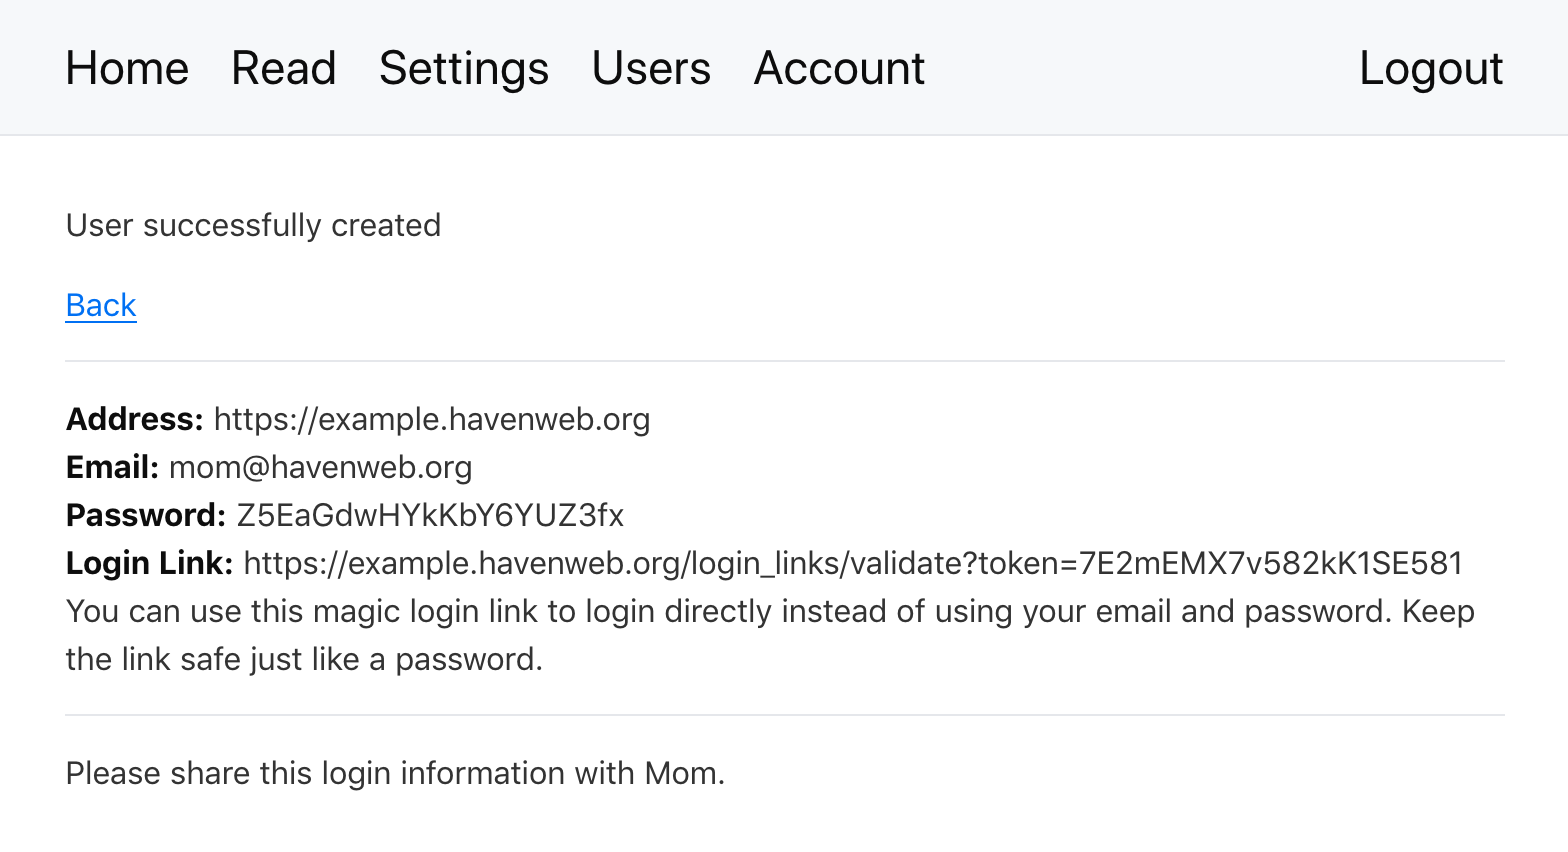 Home Read Settings Users Account Logout
User successfully created
Back
Address: https://example.havenweb.org
Email: mom@havenweb.org
Password: Z5EaGdwHYkKbY6YUZ3fx
Login Link: https://example.havenweb.org/login_links/validate?token=7E2mEMX7v582kK1SE581
You can use this magic login link to login directly instead of using your email and password. Keep
the link safe just like a password.
Please share this login information with Mom.